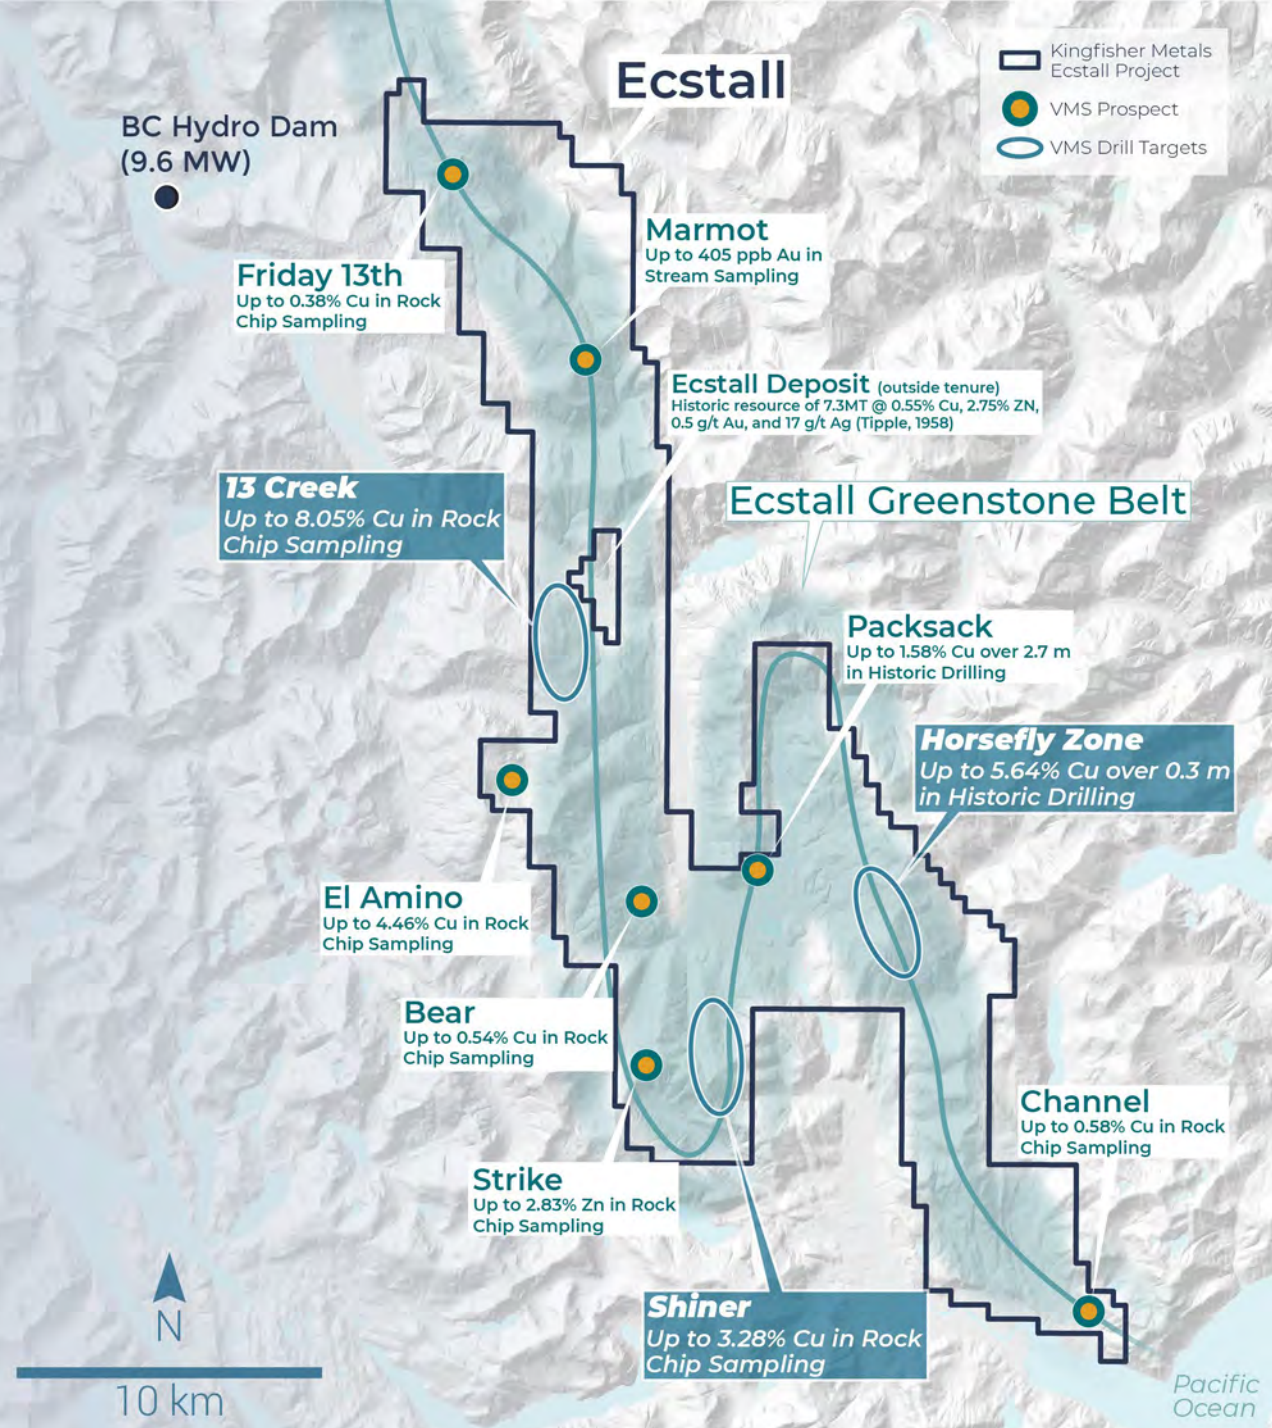 Ecstall
Kingfisher Metals
Ecstall Project
VMS Prospect
VMS Drill Targets
BC Hydro Dam
(9.6 MW)
Marmot
Up to 405 ppb Au in
Stream Sampling
Friday 13th
Up to 0.38% Cu in Rock
Chip Sampling
Ecstall Deposit (outside tenure)
Historic resource of 7.3MT @ 0.55% Cu, 2.75% ZN,
0.5 g/t Au, and 17 g/t Ag (Tipple, 1958)
13 Creek
Up to 8.05% Cu in Rock
Chip Sampling
Ecstall Greenstone Belt
Packsack
Up to 1.58% Cu over 2.7 m
in Historic Drilling
Horsefly Zone
Up to 5.64% Cu over 0.3 m
in Historic Drilling
El Amino
Up to 4.46% Cu in Rock
Chip Sampling
Bear
Up to 0.54% Cu in Rock
Chip Sampling
Channel
Up to 0.58% Cu in Rock
Chip Sampling
Strike
Up to 2.83% Zn in Rock
Chip Sampling
Shiner
Up to 3.28% Cu in Rock
Chip Sampling
N
10 km
Pacific
Ocean